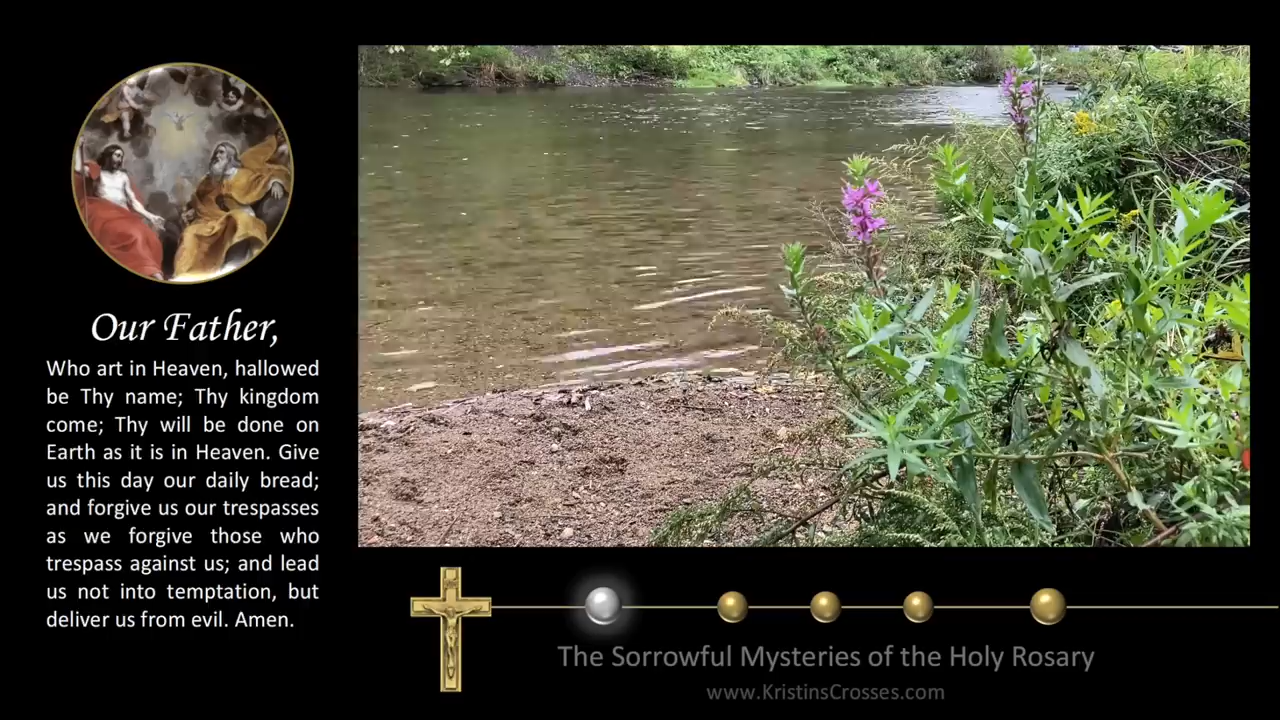 Our Father,
Who art in Heaven, hallowed
be Thy name; Thy kingdom
come; Thy will be done on
Earth as it is in Heaven. Give
us this day our daily bread;
and forgive us our trespasses
as we forgive those who
trespass against us; and lead
us not into temptation, but
deliver us from evil. Amen.
The Sorrowful Mysteries of the Holy Rosary
www.KristinsCrosses.com